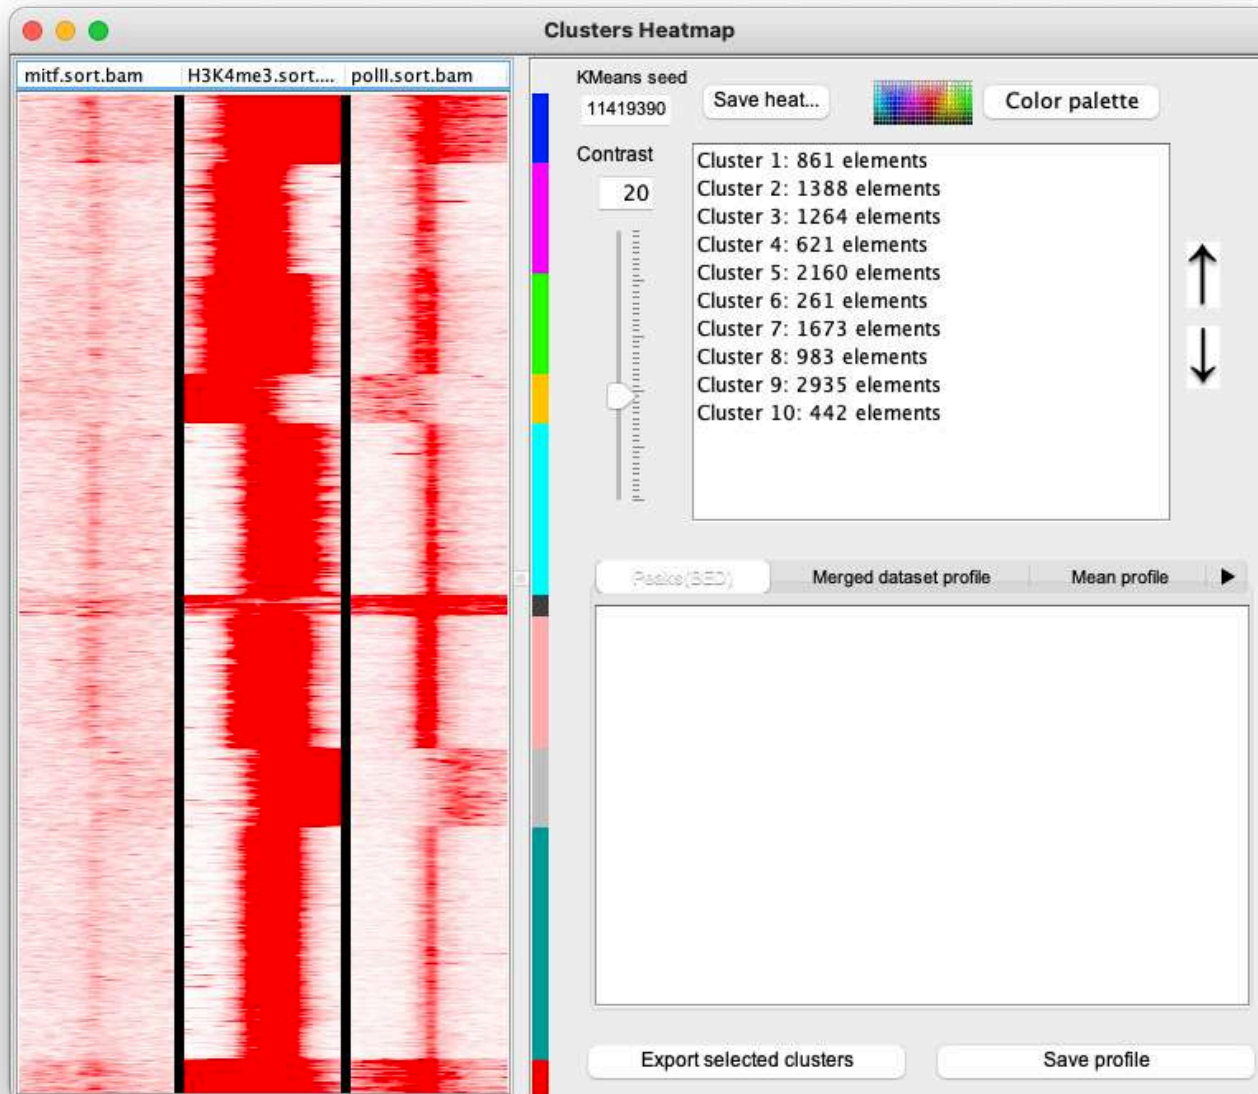 Clusters Heatmap
mitf.sort.bam H3K4me3.sort.... polII.sort.bam
KMeans seed
11419390
Save heat...
Color palette
Contrast
20
Cluster 1: 861 elements
Cluster 2: 1388 elements
Cluster 3: 1264 elements
Cluster 4: 621 elements
Cluster 5: 2160 elements
Cluster 6: 261 elements
Cluster 7: 1673 elements
Cluster 8: 983 elements
Cluster 9: 2935 elements
Cluster 10: 442 elements
Peaks(BED) Merged dataset profile Mean profile
Export selected clusters Save profile